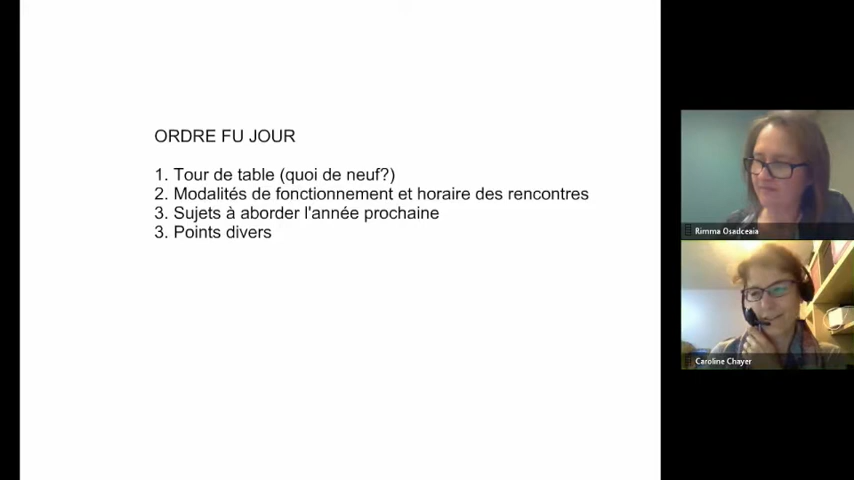 ORDRE FU JOUR
1. Tour de table (quoi de neuf?)
2. Modalités de fonctionnement et horaire des rencontres
3. Sujets à aborder l'année prochaine
3. Points divers
Rimma Osadceaia
Caroline Chayer